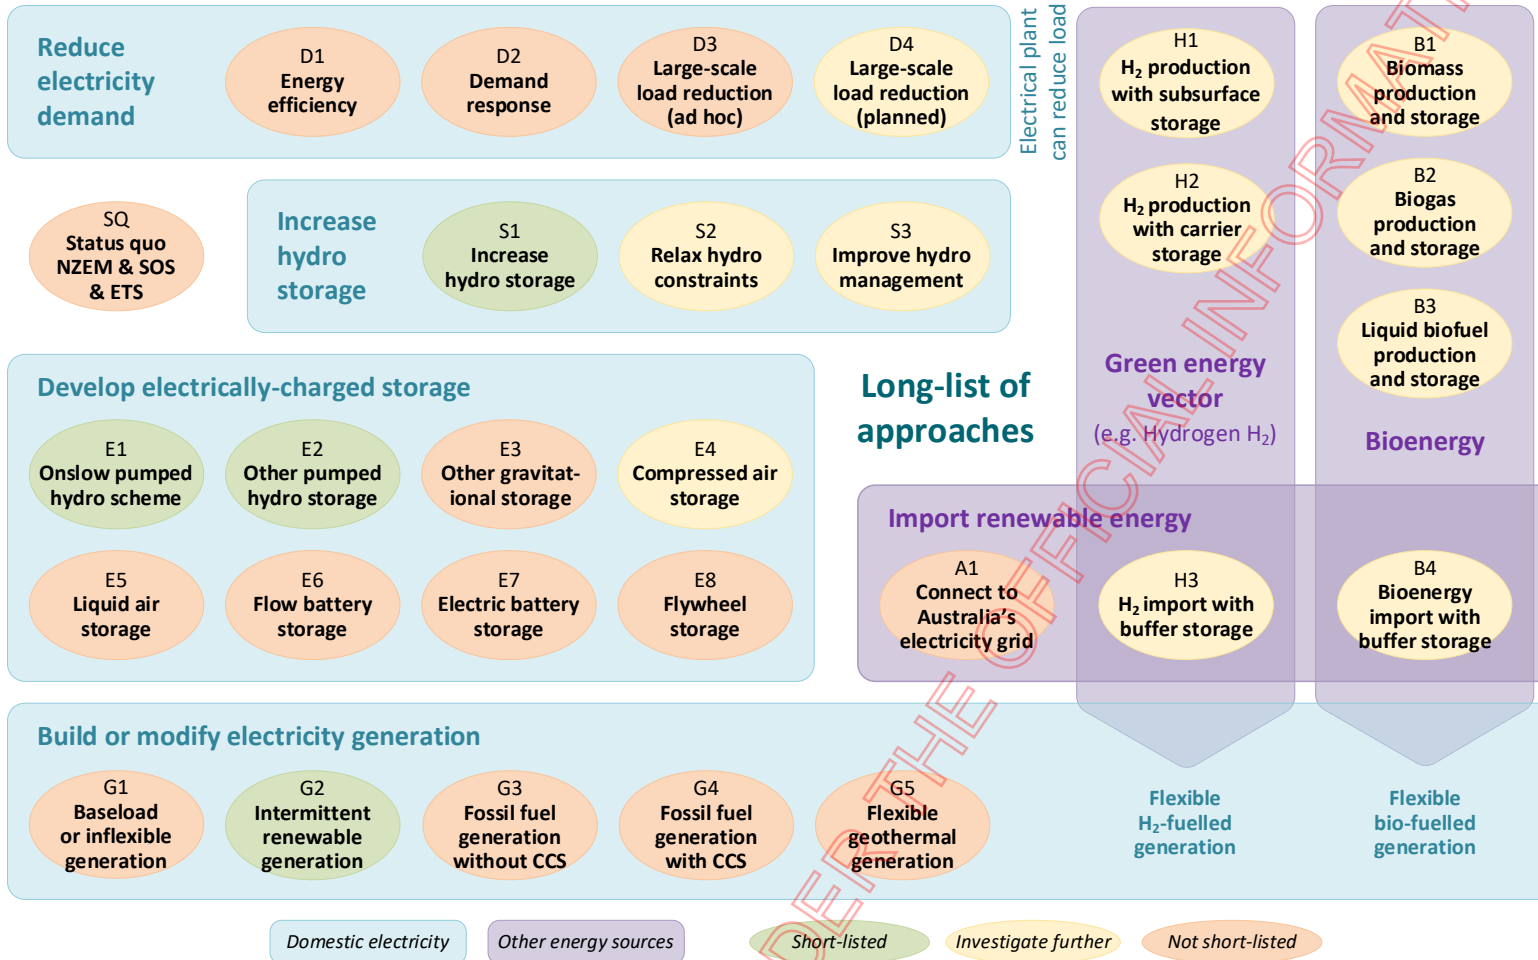 Reduce
electricity
demand
D1
Energy
efficiency
D2
Demand
response
D3
Large-scale
load reduction
(ad hoc)
D4
Large-scale
load reduction
(planned)
Electrical plant
can reduce load
H1
H₂ production
with subsurface
storage
B1
Biomass
production
and storage
SQ
Status quo
NZEM & SOS
& ETS
Increase
hydro
storage
S1
Increase
hydro storage
S2
Relax hydro
constraints
S3
Improve hydro
management
H2
H₂ production
with carrier
storage
B2
Biogas
production
and storage
B3
Liquid biofuel
production
and storage
Develop electrically-charged storage
E1
Onslow pumped
hydro scheme
E2
Other pumped
hydro storage
E3
Other gravitat-
ional storage
E4
Compressed air
storage
E5
Liquid air
storage
E6
Flow battery
storage
E7
Electric battery
storage
E8
Flywheel
storage
Long-list of
approaches
Green energy
vector
(e.g. Hydrogen H₂)
Bioenergy
Import renewable energy
A1
Connect to
Australia's
electricity grid
H3
H₂ import with
buffer storage
B4
Bioenergy
import with
buffer storage
Build or modify electricity generation
G1
Baseload
or inflexible
generation
G2
Intermittent
renewable
generation
G3
Fossil fuel
generation
without CCS
G4
Fossil fuel
generation
with CCS
G5
Flexible
geothermal
generation
Flexible
H₂-fuelled
generation
Flexible
bio-fuelled
generation
Domestic electricity
Other energy sources
Short-listed
Investigate further
Not short-listed
THE OFFICIAL